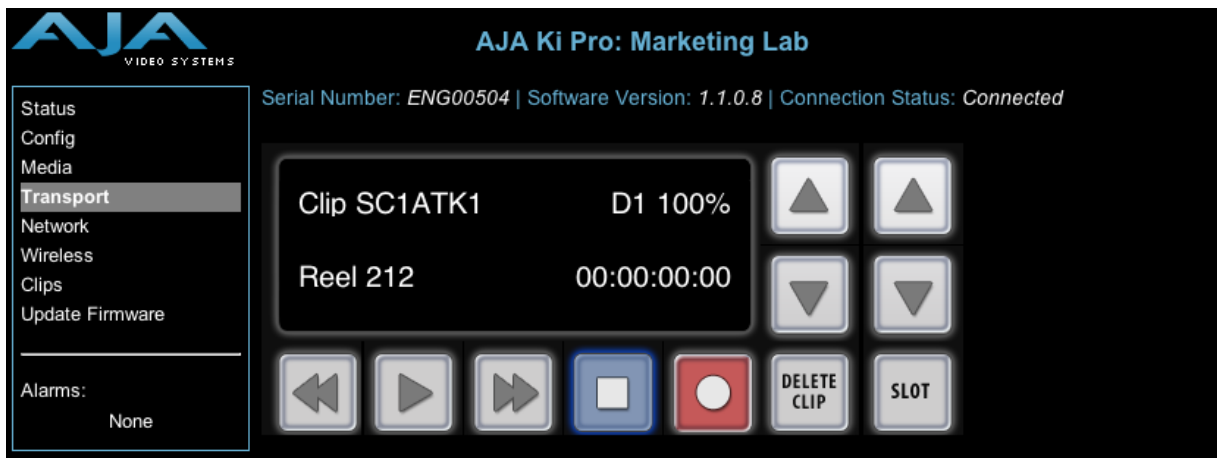 AJA
VIDEO SYSTEMS
AJA Ki Pro: Marketing Lab
Serial Number: ENG00504 | Software Version: 1.1.0.8 | Connection Status: Connected
Status
Config
Media
Transport
Network
Wireless
Clips
Update Firmware
Alarms:
None
Clip SC1ATK1 D1 100%
Reel 212 00:00:00:00
DELETE
CLIP
SLOT